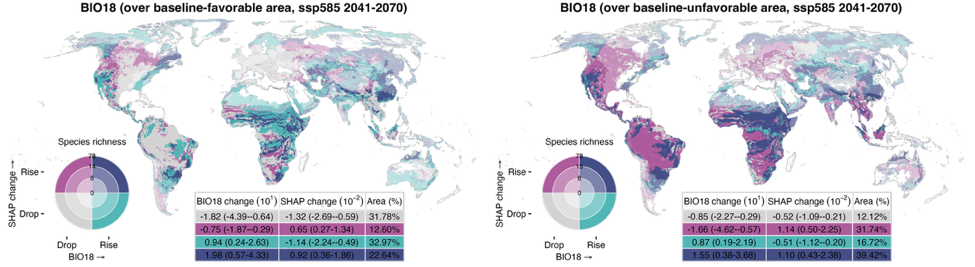 BIO18 (over baseline-favorable area, ssp585 2041-2070)
Species richness
28
14
6
0
SHAP change →
Rise
Drop
Drop
Rise
BIO18 →
BIO18 change (10¹) SHAP change (10⁻²) Area (%)
-1.82 (-4.39--0.64) -1.32 (-2.69--0.59) 31.78%
-0.75 (-1.87--0.29) 0.65 (0.27-1.34) 12.60%
0.94 (0.24-2.63) -1.14 (-2.24--0.49) 32.97%
1.98 (0.57-4.33) 0.92 (0.36-1.86) 22.64%
BIO18 (over baseline-unfavorable area, ssp585 2041-2070)
Species richness
0
SHAP change →
Rise
Drop
Drop
Rise
BIO18 →
BIO18 change (10¹) SHAP change (10⁻²) Area (%)
-0.85 (-2.27--0.29) -0.52 (-1.09--0.21) 12.12%
-1.66 (-4.62--0.57) 1.14 (0.50-2.25) 31.74%
0.87 (0.19-2.19) -0.51 (-1.12--0.20) 16.72%
1.55 (0.38-3.68) 1.10 (0.43-2.38) 39.42%